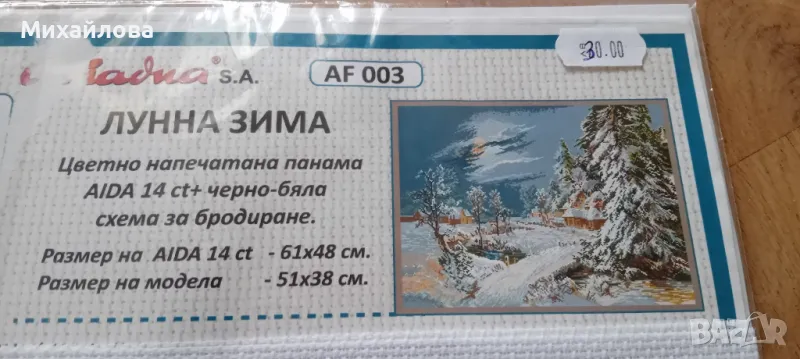 Михайлова
S.A.
AF 003
30.00
ЛУННА ЗИМА
Цветно напечатана панама
AIDA 14 ct+ черно-бяла
схема за бродиране.
Размер на AIDA 14 ct - 61x48 см.
Размер на модела - 51x38 см.
BAZAR